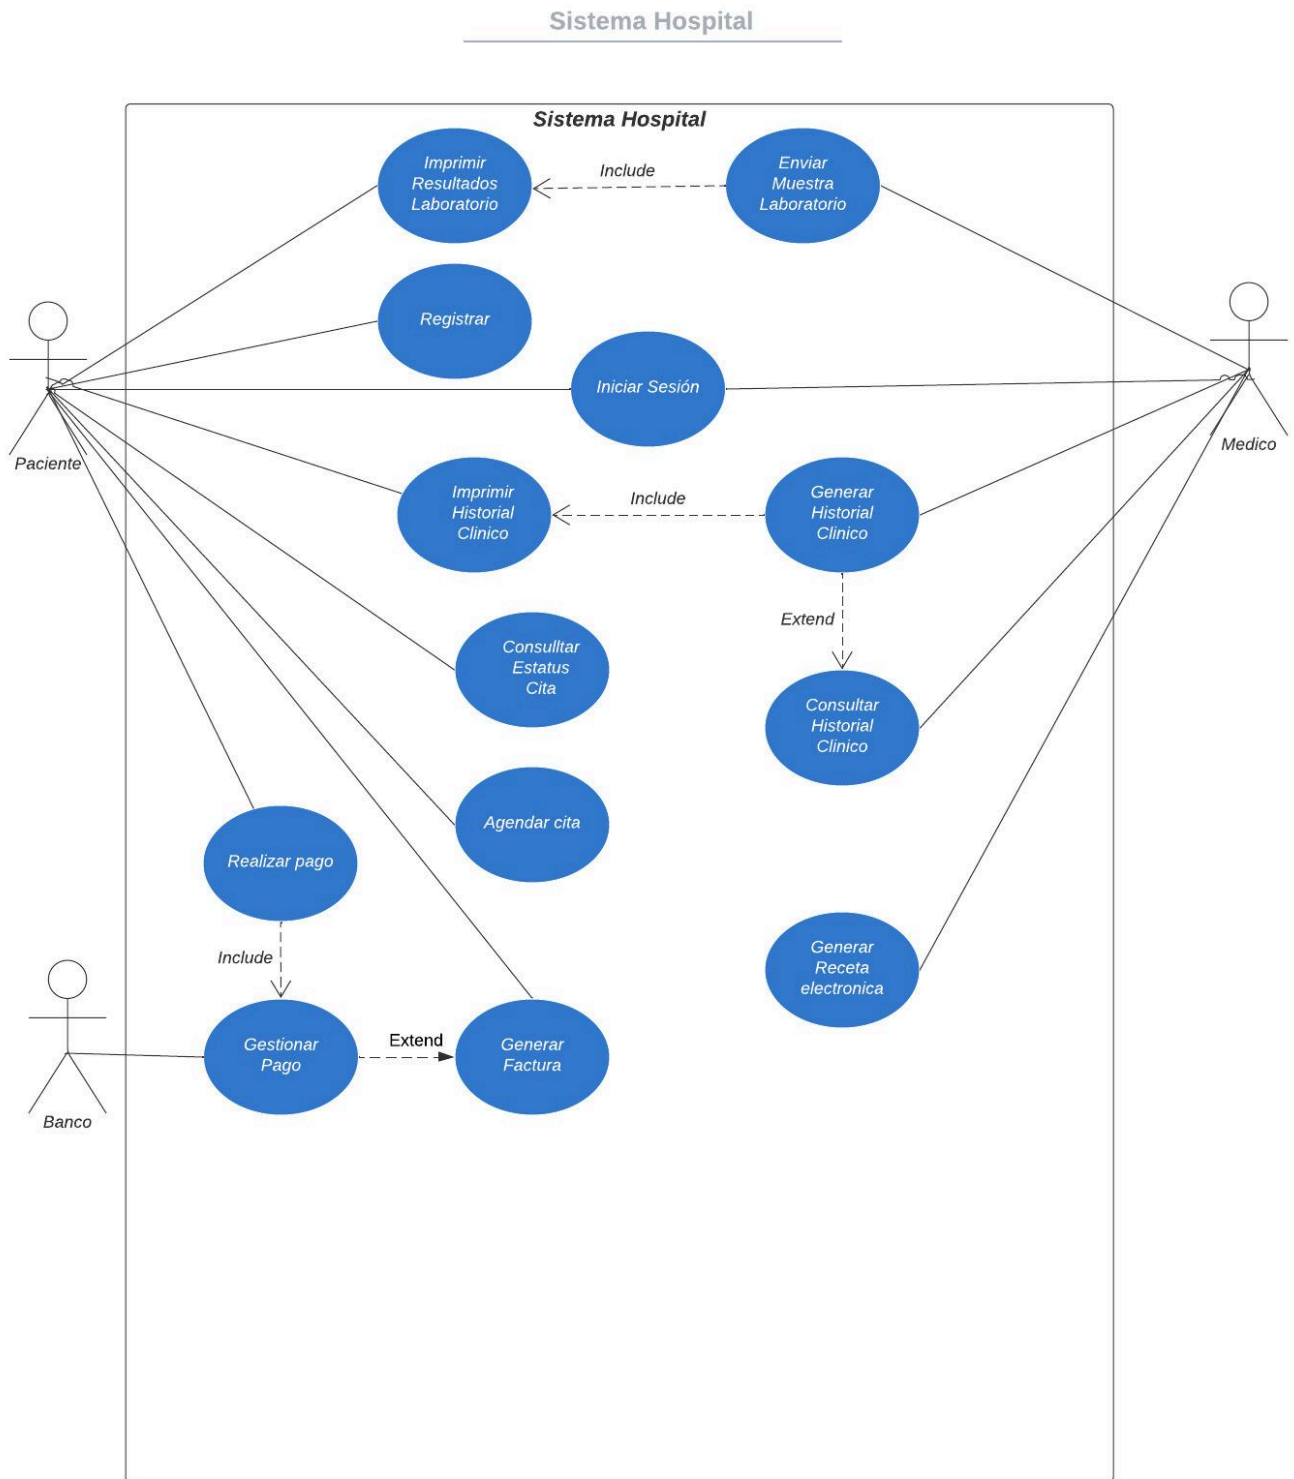 Sistema Hospital
Sistema Hospital
Imprimir
Resultados
Laboratorio
Include
Enviar
Muestra
Laboratorio
Registrar
Iniciar Sesión
Paciente
Medico
Imprimir
Historial
Clinico
Include
Generar
Historial
Clinico
Extend
Consulltar
Estatus
Cita
Consultar
Historial
Clinico
Agendar cita
Realizar pago
Include
Generar
Receta
electronica
Gestionar
Pago
Extend
Generar
Factura
Banco